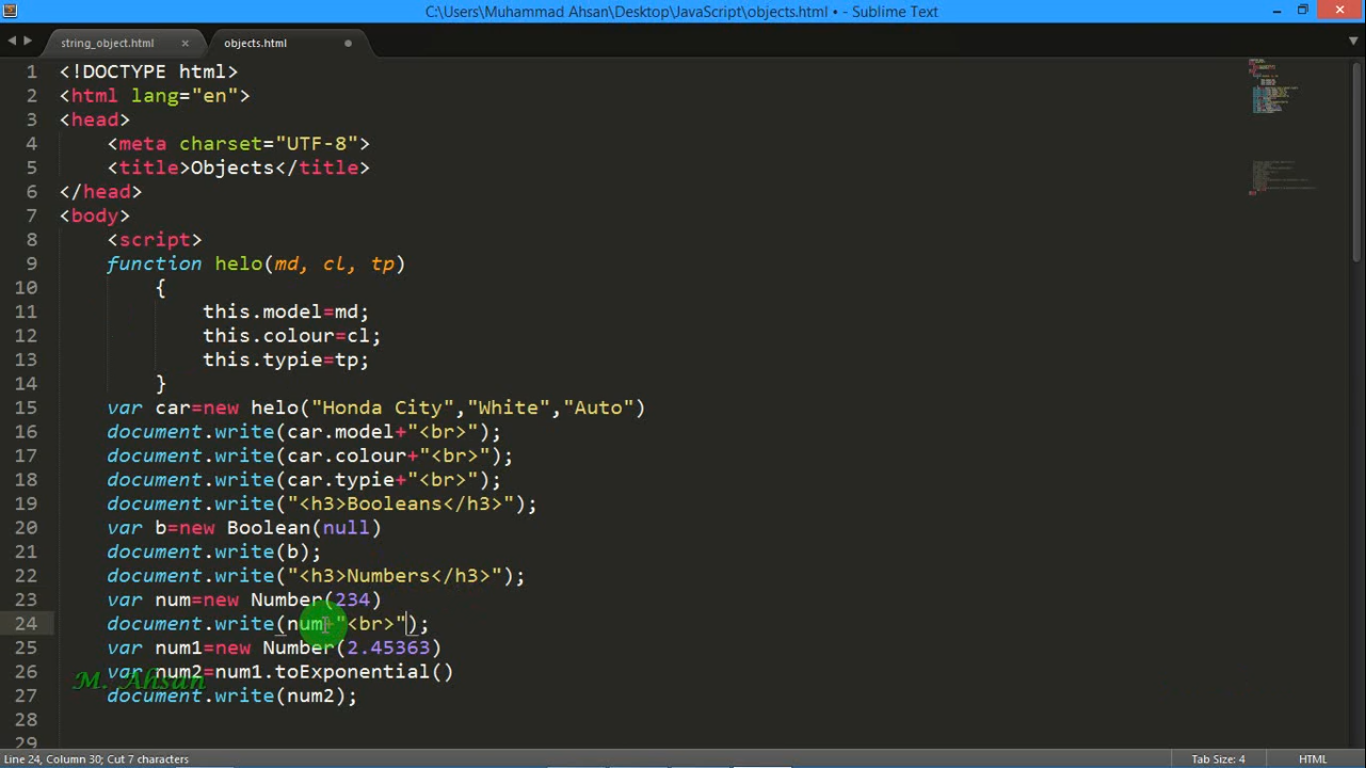 C:\Users\Muhammad Ahsan\Desktop\JavaScript\objects.html • - Sublime Text
string_object.html × objects.html
1 <!DOCTYPE html>
2 <html lang="en">
3 <head>
4 <meta charset="UTF-8">
5 <title>Objects</title>
6 </head>
7 <body>
8 <script>
9 function helo(md, cl, tp)
10 {
11 this.model=md;
12 this.colour=cl;
13 this.typie=tp;
14 }
15 var car=new helo("Honda City","White","Auto")
16 document.write(car.model+"<br>");
17 document.write(car.colour+"<br>");
18 document.write(car.typie+"<br>");
19 document.write("<h3>Booleans</h3>");
20 var b=new Boolean(null)
21 document.write(b);
22 document.write("<h3>Numbers</h3>");
23 var num=new Number(234)
24 document.write(num+"<br>");
25 var num1=new Number(2.45363)
26 var num2=num1.toExponential()
M. Ahsan
27 document.write(num2);
28
29
Line 24, Column 30; Cut 7 characters Tab Size: 4 HTML